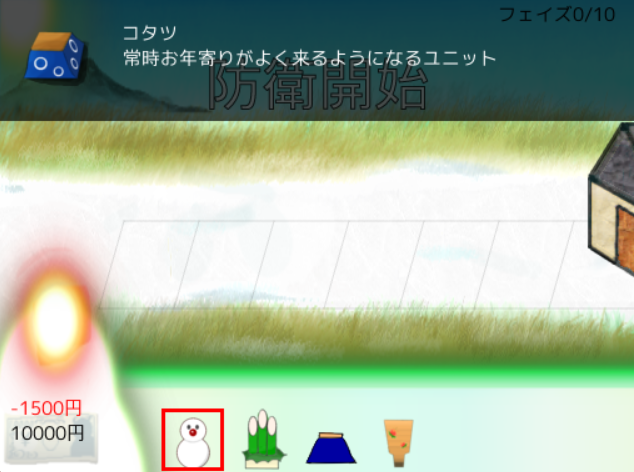 フェイズ0/10
コタツ
常時お年寄りがよく来るようになるユニット
防衛開始
-1500円
10000円